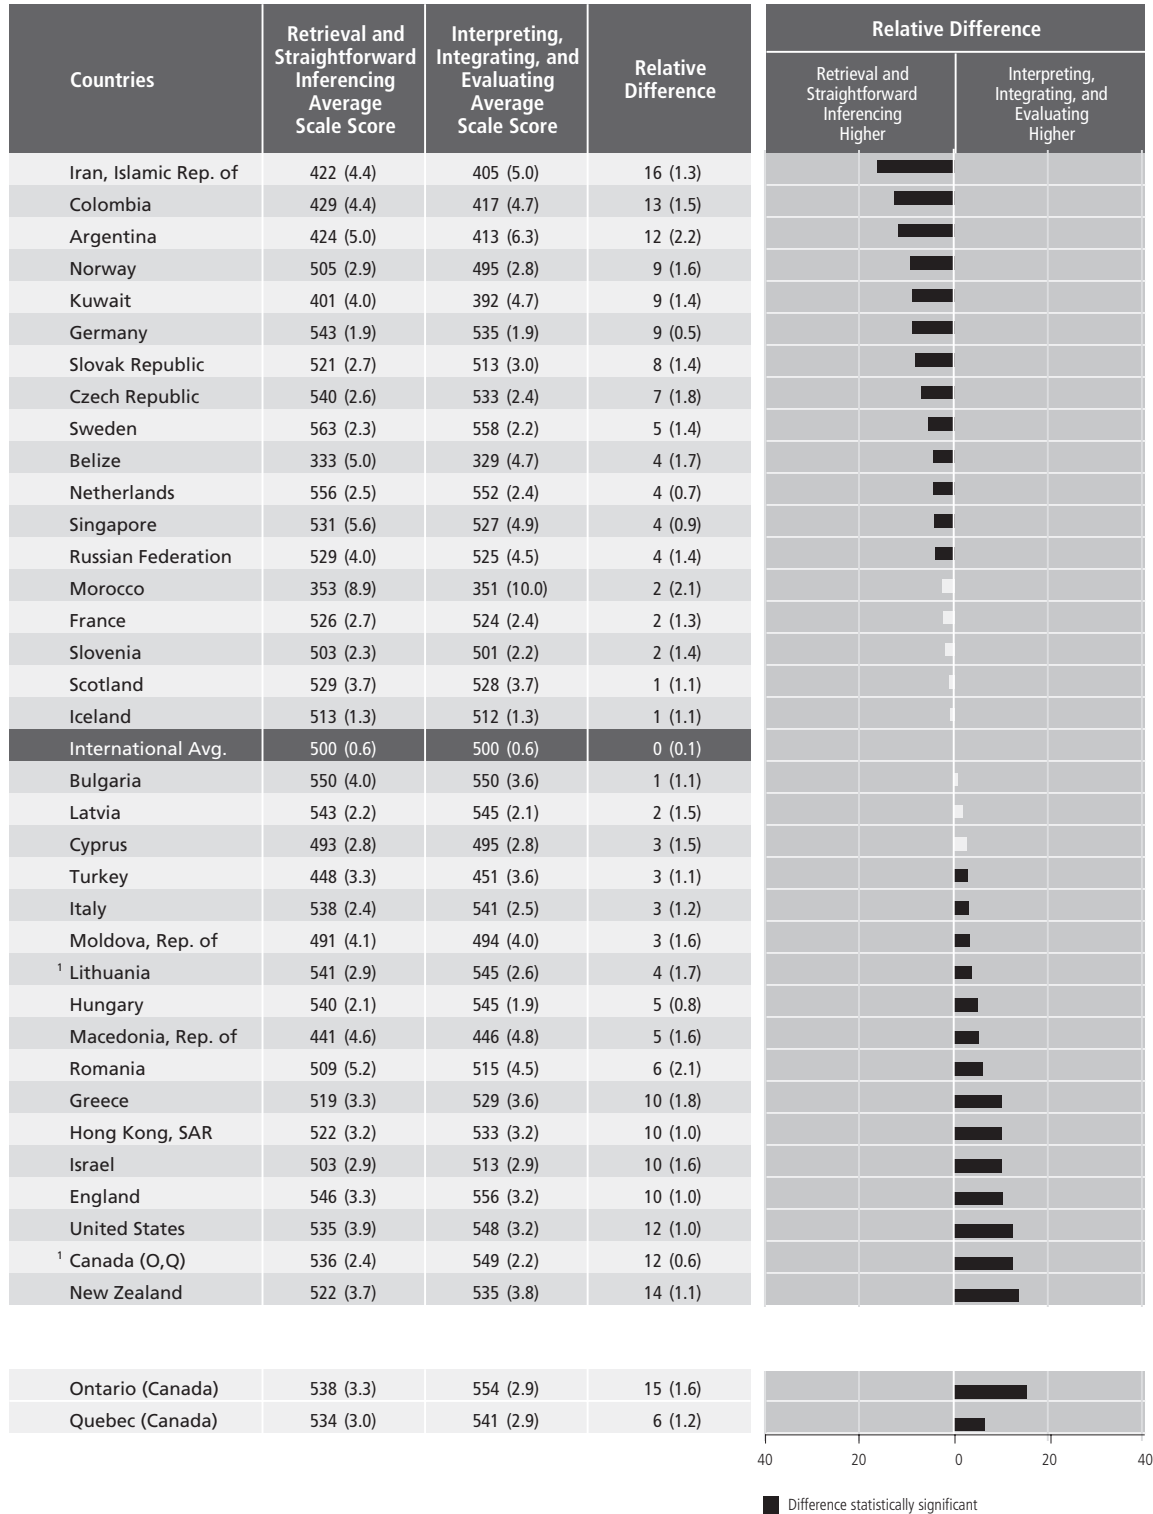 Countries
Retrieval and
Straightforward
Inferencing
Average
Scale Score
Interpreting,
Integrating, and
Evaluating
Average
Scale Score
Relative
Difference
Relative Difference
Retrieval and
Straightforward
Inferencing
Higher
Interpreting,
Integrating, and
Evaluating
Higher
Iran, Islamic Rep. of 422 (4.4) 405 (5.0) 16 (1.3)
Colombia 429 (4.4) 417 (4.7) 13 (1.5)
Argentina 424 (5.0) 413 (6.3) 12 (2.2)
Norway 505 (2.9) 495 (2.8) 9 (1.6)
Kuwait 401 (4.0) 392 (4.7) 9 (1.4)
Germany 543 (1.9) 535 (1.9) 9 (0.5)
Slovak Republic 521 (2.7) 513 (3.0) 8 (1.4)
Czech Republic 540 (2.6) 533 (2.4) 7 (1.8)
Sweden 563 (2.3) 558 (2.2) 5 (1.4)
Belize 333 (5.0) 329 (4.7) 4 (1.7)
Netherlands 556 (2.5) 552 (2.4) 4 (0.7)
Singapore 531 (5.6) 527 (4.9) 4 (0.9)
Russian Federation 529 (4.0) 525 (4.5) 4 (1.4)
Morocco 353 (8.9) 351 (10.0) 2 (2.1)
France 526 (2.7) 524 (2.4) 2 (1.3)
Slovenia 503 (2.3) 501 (2.2) 2 (1.4)
Scotland 529 (3.7) 528 (3.7) 1 (1.1)
Iceland 513 (1.3) 512 (1.3) 1 (1.1)
International Avg. 500 (0.6) 500 (0.6) 0 (0.1)
Bulgaria 550 (4.0) 550 (3.6) 1 (1.1)
Latvia 543 (2.2) 545 (2.1) 2 (1.5)
Cyprus 493 (2.8) 495 (2.8) 3 (1.5)
Turkey 448 (3.3) 451 (3.6) 3 (1.1)
Italy 538 (2.4) 541 (2.5) 3 (1.2)
Moldova, Rep. of 491 (4.1) 494 (4.0) 3 (1.6)
1 Lithuania 541 (2.9) 545 (2.6) 4 (1.7)
Hungary 540 (2.1) 545 (1.9) 5 (0.8)
Macedonia, Rep. of 441 (4.6) 446 (4.8) 5 (1.6)
Romania 509 (5.2) 515 (4.5) 6 (2.1)
Greece 519 (3.3) 529 (3.6) 10 (1.8)
Hong Kong, SAR 522 (3.2) 533 (3.2) 10 (1.0)
Israel 503 (2.9) 513 (2.9) 10 (1.6)
England 546 (3.3) 556 (3.2) 10 (1.0)
United States 535 (3.9) 548 (3.2) 12 (1.0)
1 Canada (O,Q) 536 (2.4) 549 (2.2) 12 (0.6)
New Zealand 522 (3.7) 535 (3.8) 14 (1.1)
Ontario (Canada) 538 (3.3) 554 (2.9) 15 (1.6)
Quebec (Canada) 534 (3.0) 541 (2.9) 6 (1.2)
40 20 0 20 40
Difference statistically significant